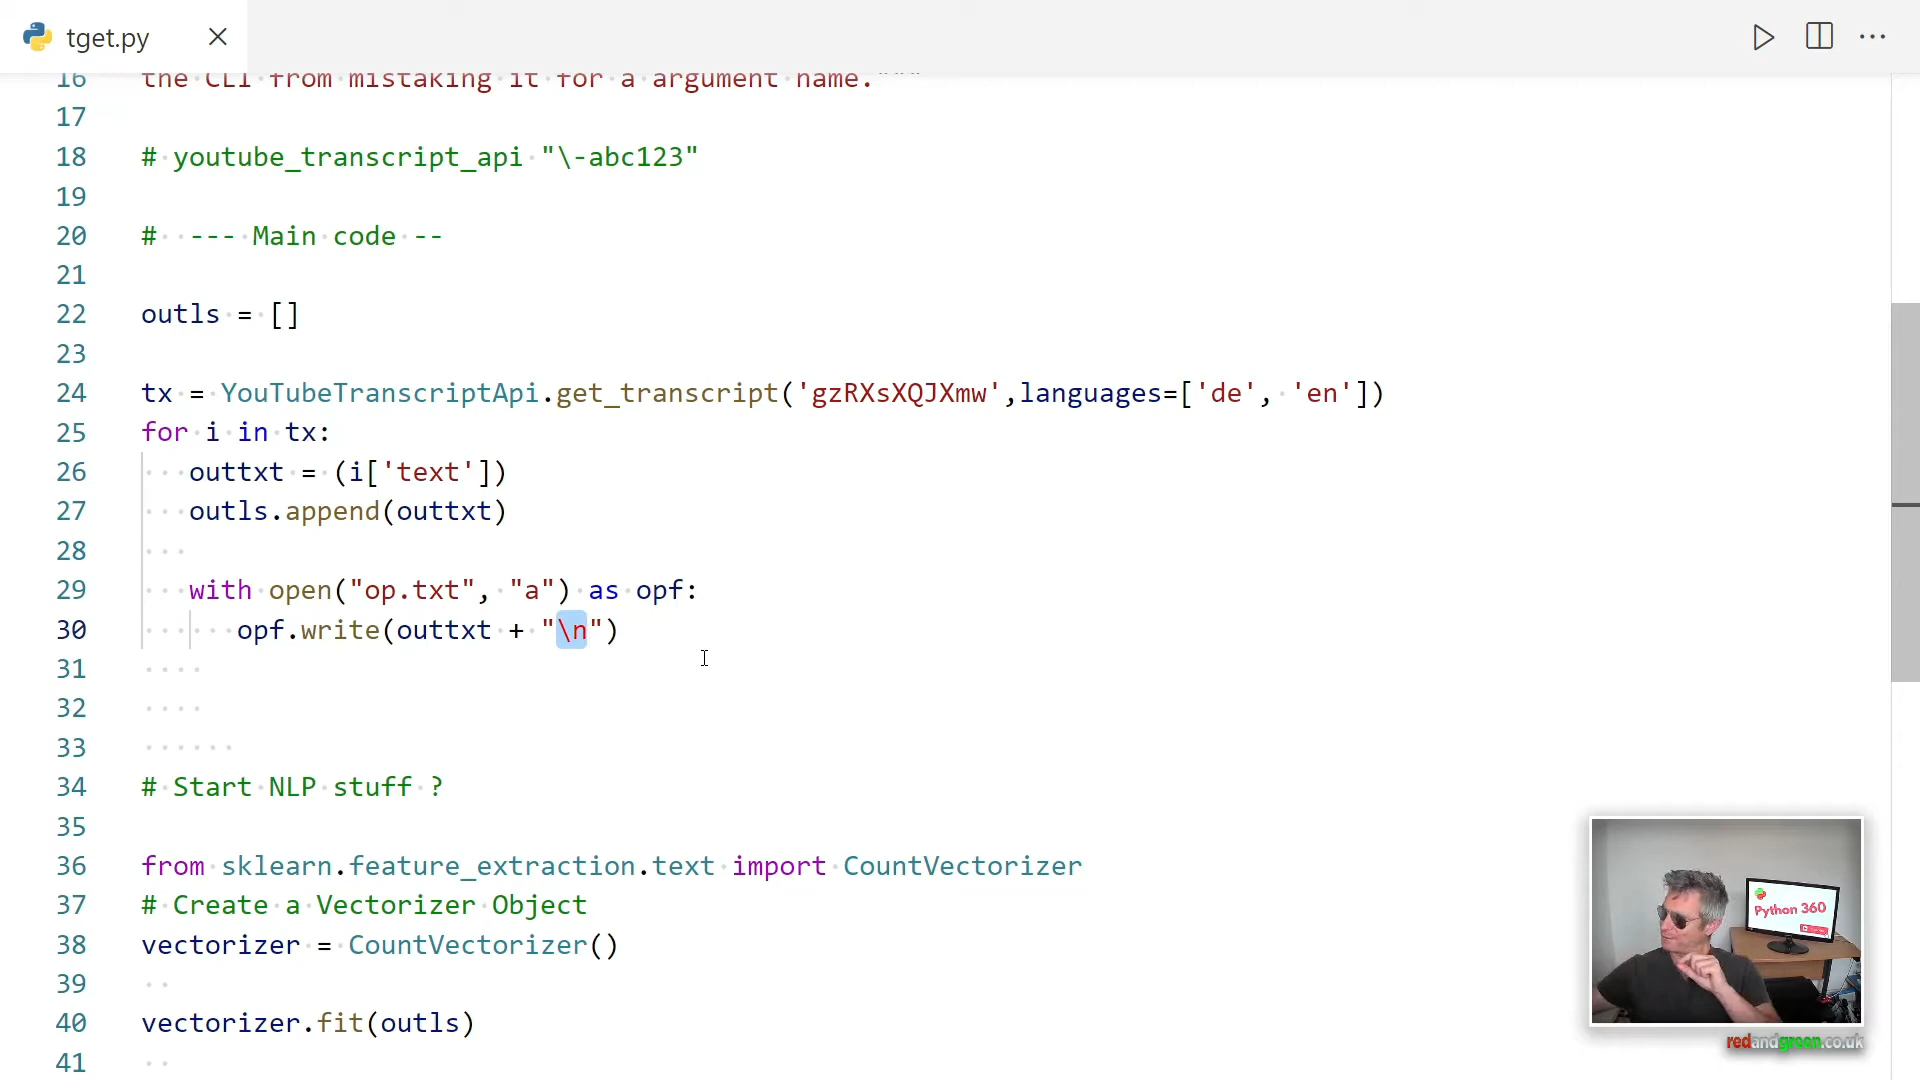 tget.py
16 the CLI from mistaking it for a argument name."""
17
18 # youtube_transcript_api "\-abc123"
19
20 # --- Main code --
21
22 outls = []
23
24 tx = YouTubeTranscriptApi.get_transcript('gzRXsXQJXmw',languages=['de', 'en'])
25 for i in tx:
26 outtxt = (i['text'])
27 outls.append(outtxt)
28
29 with open("op.txt", "a") as opf:
30 opf.write(outtxt + "\n")
31
32
33
34 # Start NLP stuff ?
35
36 from sklearn.feature_extraction.text import CountVectorizer
37 # Create a Vectorizer Object
38 vectorizer = CountVectorizer()
39
40 vectorizer.fit(outls)
41
Python 360
redandgreen.co.uk